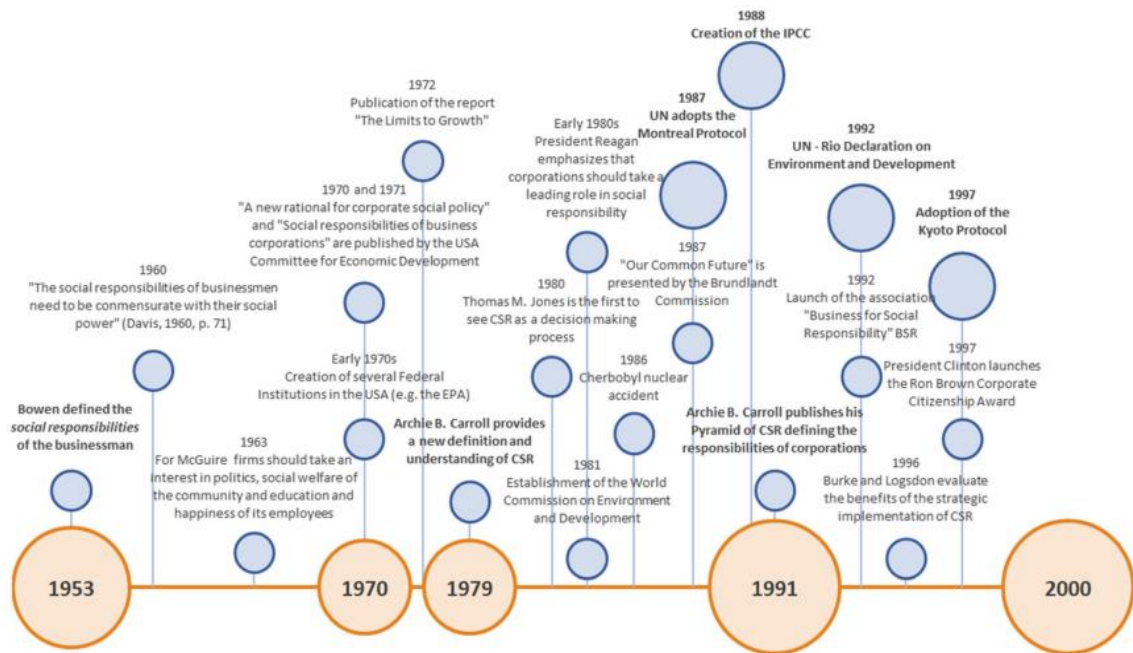 Bowen defined the
social responsibilities
of the businessman
1960
"The social responsibilities of businessmen
need to be commensurate with their social
power" (Davis, 1960, p. 71)
1963
For McGuire firms should take an
interest in politics, social welfare of
the community and education and
happiness of its employees
1970 and 1971
"A new rational for corporate social policy"
and "Social responsibilities of business
corporations" are published by the USA
Committee for Economic Development
Early 1970s
Creation of several Federal
Institutions in the USA (e.g. the EPA)
1972
Publication of the report
"The Limits to Growth"
Archie B. Carroll provides
a new definition and
understanding of CSR
1980
Thomas M. Jones is the first to
see CSR as a decision making
process
Early 1980s
President Reagan
emphasizes that
corporations should take a
leading role in social
responsibility
1981
Establishment of the World
Commission on Environment
and Development
1986
Cherbobyl nuclear
accident
1987
UN adopts the
Montreal Protocol
1987
"Our Common Future" is
presented by the Brundlandt
Commission
1988
Creation of the IPCC
Archie B. Carroll publishes his
Pyramid of CSR defining the
responsibilities of corporations
1992
UN - Rio Declaration on
Environment and Development
1992
Launch of the association
"Business for Social
Responsibility" BSR
1996
Burke and Logsdon evaluate
the benefits of the strategic
implementation of CSR
1997
Adoption of the
Kyoto Protocol
1997
President Clinton launches
the Ron Brown Corporate
Citizenship Award
1953
1970
1979
1991
2000